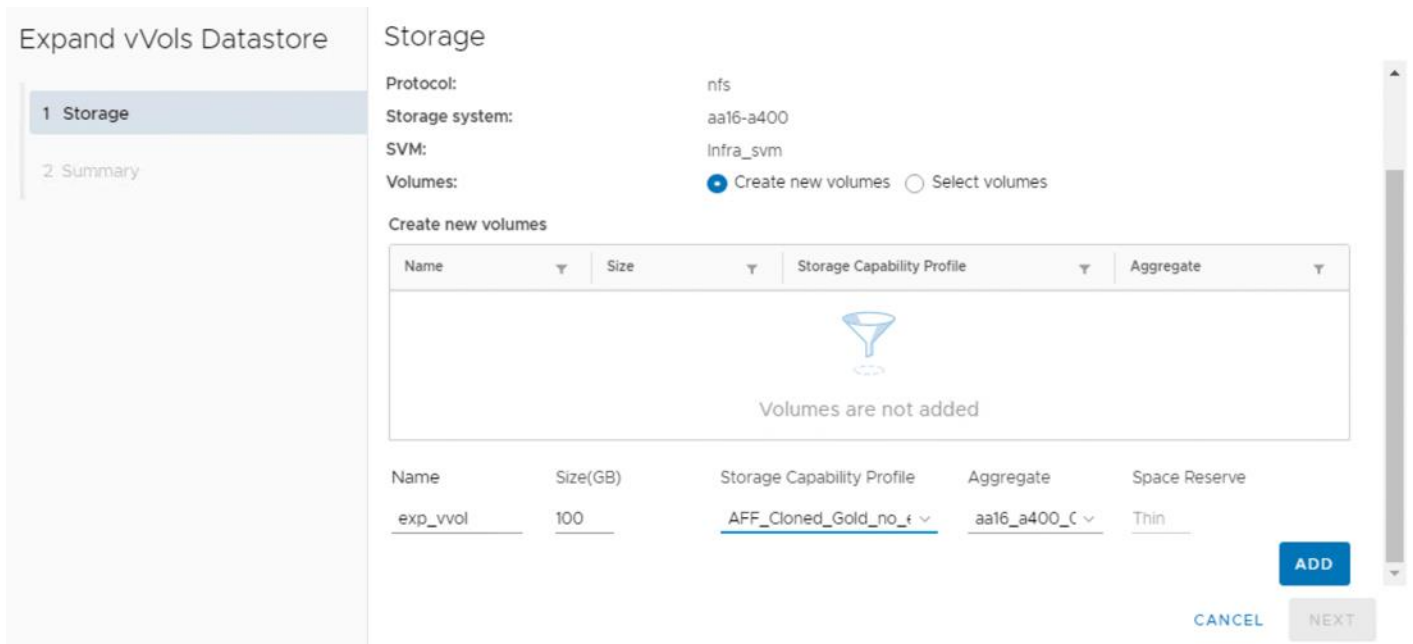 Expand vVols Datastore
1 Storage
2 Summary
Storage
Protocol: nfs
Storage system: aa16-a400
SVM: Infra_svm
Volumes: Create new volumes Select volumes
Create new volumes
Name Size Storage Capability Profile Aggregate
Volumes are not added
Name Size(GB) Storage Capability Profile Aggregate Space Reserve
exp_vvol 100 AFF_Cloned_Gold_no_ aa16_a400_ Thin
ADD
CANCEL NEXT